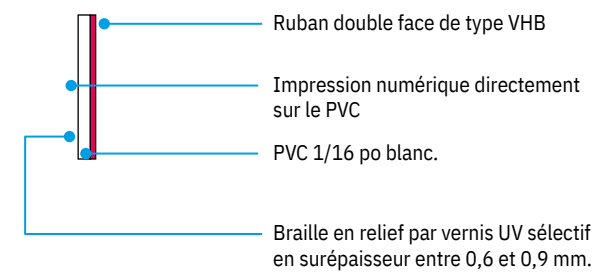 Ruban double face de type VHB
Impression numérique directement
sur le PVC
PVC 1/16 po blanc.
Braille en relief par vernis UV sélectif
en surépaisseur entre 0,6 et 0,9 mm.